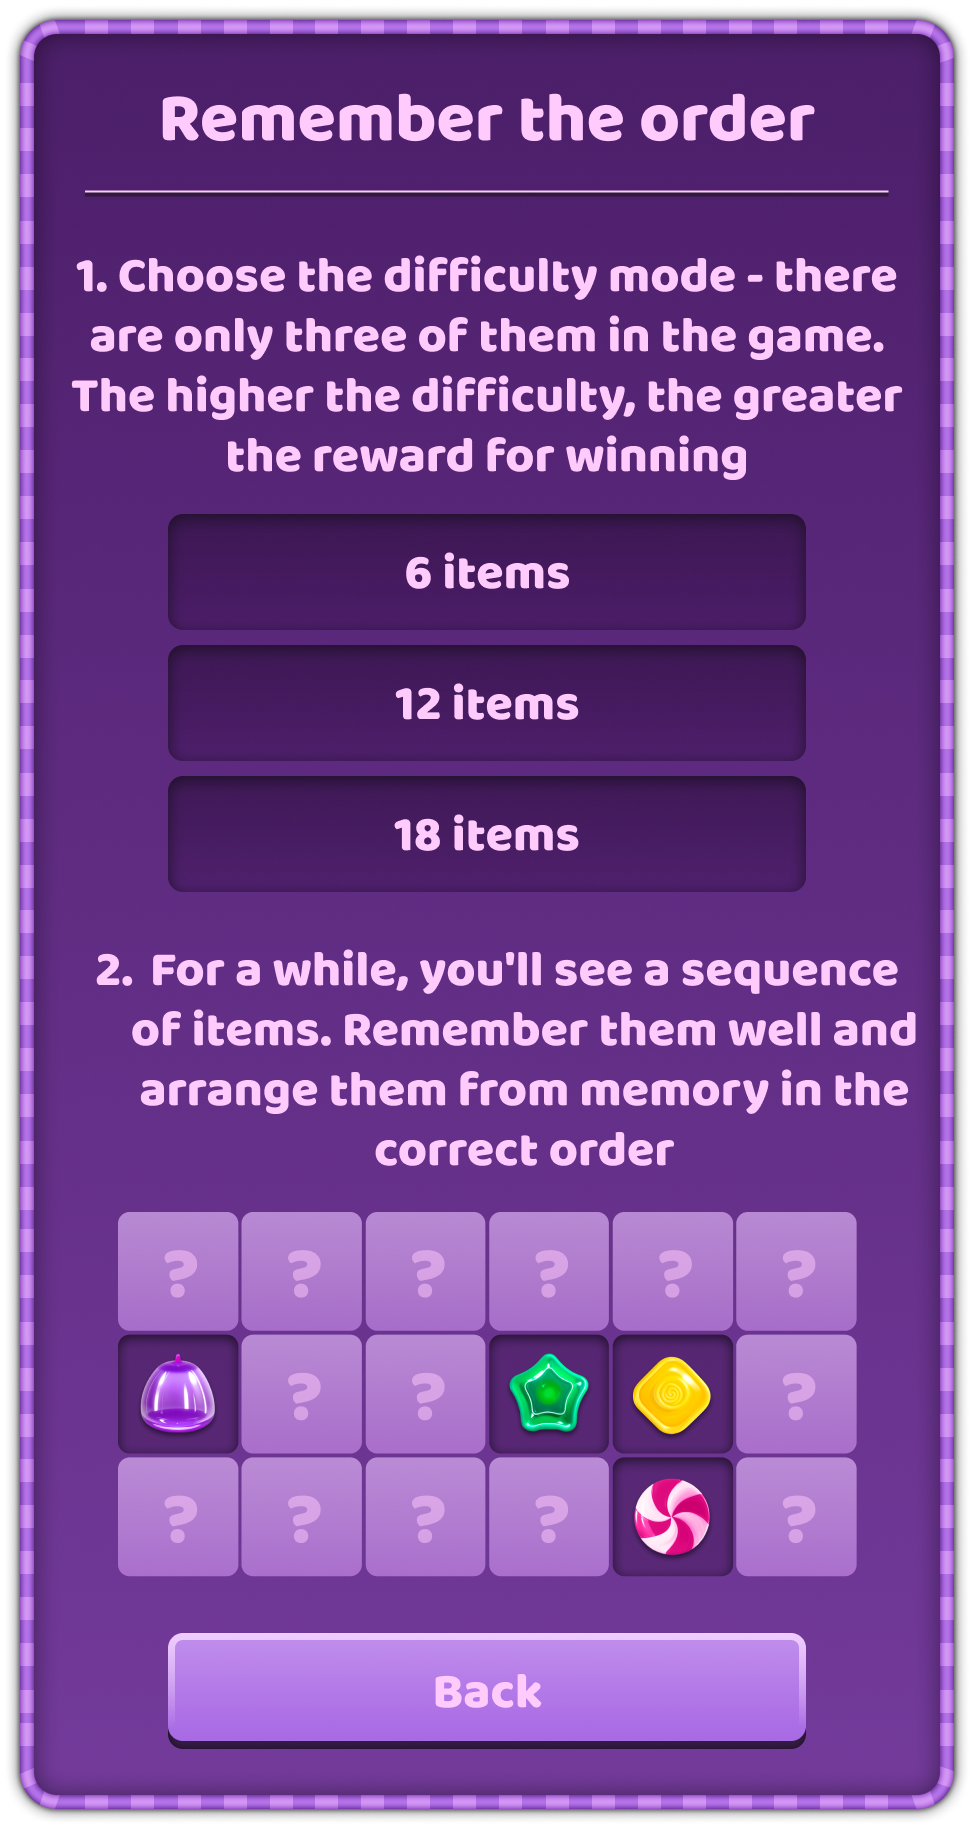 Remember the order
1. Choose the difficulty mode - there
are only three of them in the game.
The higher the difficulty, the greater
the reward for winning
6 items
12 items
18 items
2. For a while, you'll see a sequence
of items. Remember them well and
arrange them from memory in the
correct order
? ? ? ? ? ?
? ? ?
? ? ? ? ?
Back